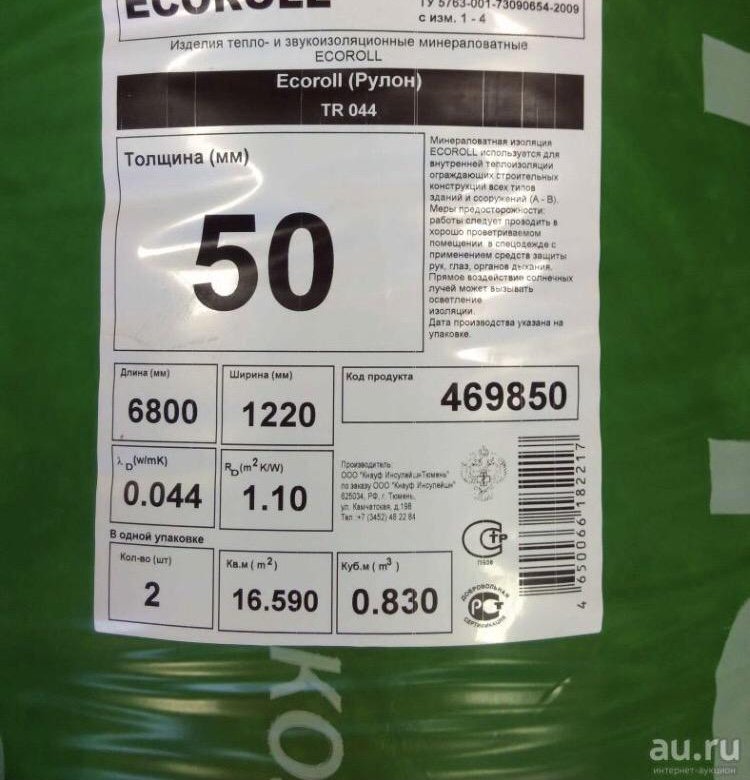 ECOROLL
ТУ 5763-001-73090654-2009
с изм. 1 - 4
Изделия тепло- и звукоизоляционные минераловатные
ECOROLL
Ecoroll (Рулон)
TR 044
Толщина (мм)
50
Минераловатная изоляция
ECOROLL используется для
внутренней теплоизоляции
ограждающих строительных
конструкций всех типов
зданий и сооружений (А - В).
Меры предосторожности:
работы следует проводить в
хорошо проветриваемом
помещении, в спецодежде с
применением средств защиты
рук, глаз, органов дыхания.
Прямое воздействие солнечных
лучей может вызывать
осветление
изоляции.
Дата производства указана на
упаковке.
Длина (мм)
6800
Ширина (мм)
1220
Код продукта
469850
λD(w/mK)
0.044
RD(m² K/W)
1.10
Производитель:
ООО "Кнауф Инсулейшн Тюмень"
по заказу ООО "Кнауф Инсулейшн"
625034, РФ, г. Тюмень,
ул. Камчатская, д.198
Тел.:+7 (3452) 48 22 84
В одной упаковке
Кол-во (шт)
2
Кв.м ( m² )
16.590
Куб.м ( m³ )
0.830
4 650066 182217
ДОБРОВОЛЬНАЯ
СЕРТИФИКАЦИЯ
КО
au.ru
интернет-аукцион